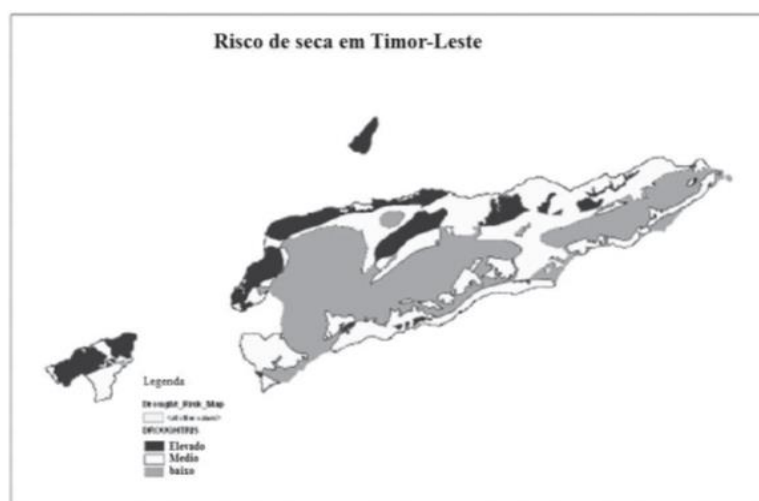 Risco de seca em Timor-Leste
Legenda
Drought_Risk_Map
Elevado
Medio
baixo